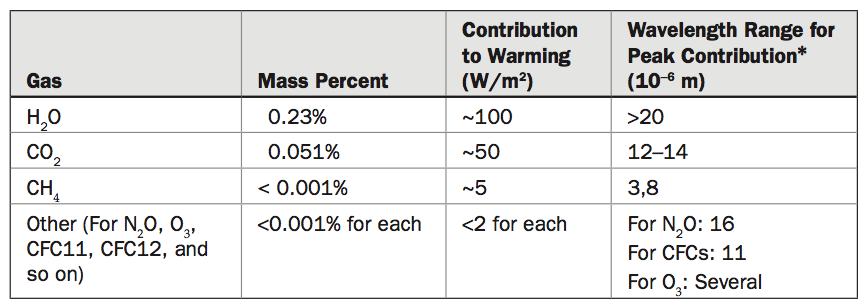 Gas Mass Percent Contribution to Warming (W/m²) Wavelength Range for Peak Contribution* (10⁻⁶ m)
H₂O 0.23% ~100 >20
CO₂ 0.051% ~50 12–14
CH₄ < 0.001% ~5 3,8
Other (For N₂O, O₃, CFC11, CFC12, and so on) <0.001% for each <2 for each For N₂O: 16
For CFCs: 11
For O₃: Several